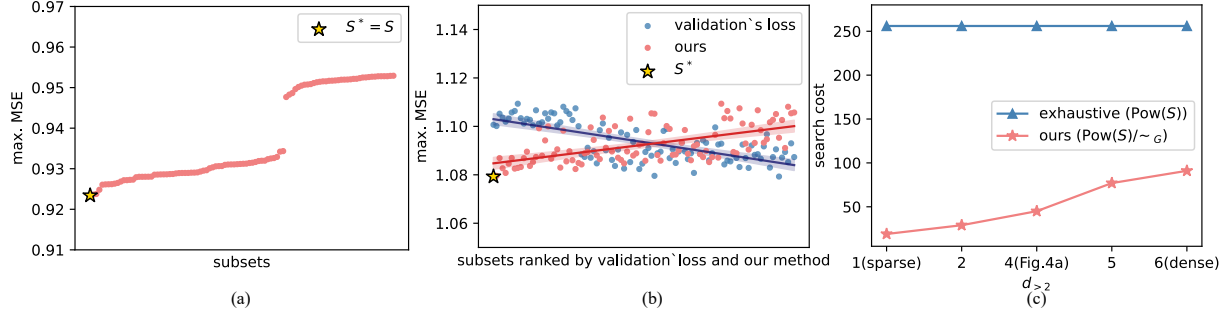 0.97
0.96
0.95
0.94
0.93
0.92
0.91
max. MSE
S* = S
subsets
(a)
1.14
1.12
1.10
1.08
1.06
max. MSE
validation`s loss
ours
S*
subsets ranked by validation`loss and our method
(b)
250
200
150
100
50
search cost
exhaustive (Pow(S))
ours (Pow(S)/~ G)
1(sparse) 2 4(Fig.4a) 5 6(dense)
d>2
(c)